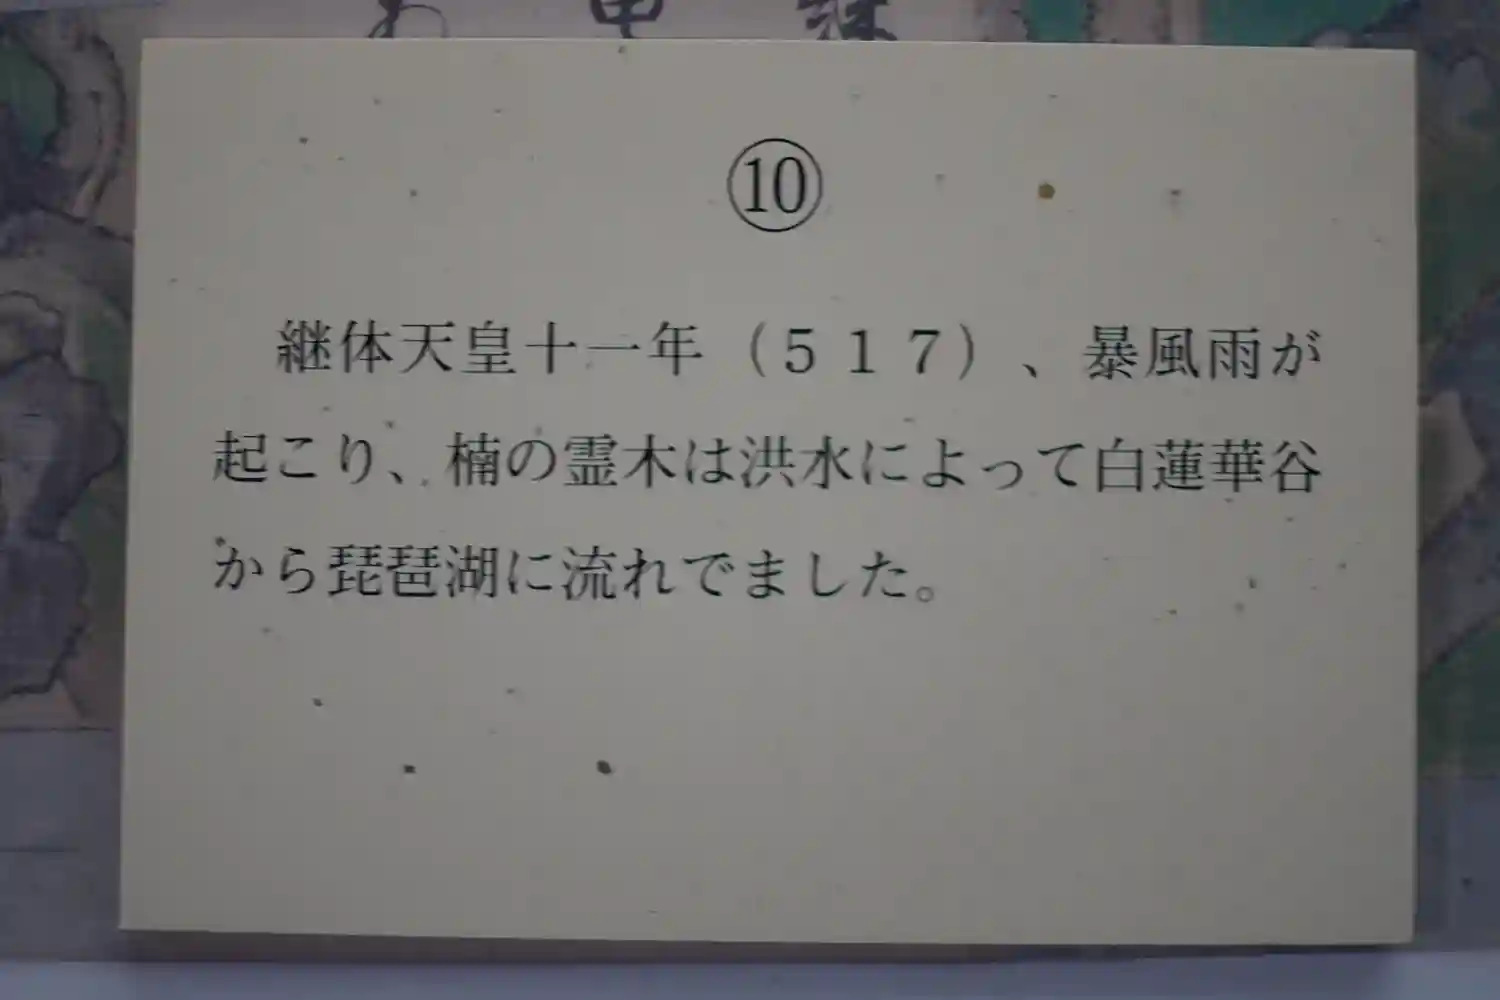 ⑩
継体天皇十一年（５１７）、暴風雨が
起こり、楠の霊木は洪水によって白蓮華谷
から琵琶湖に流れでました。